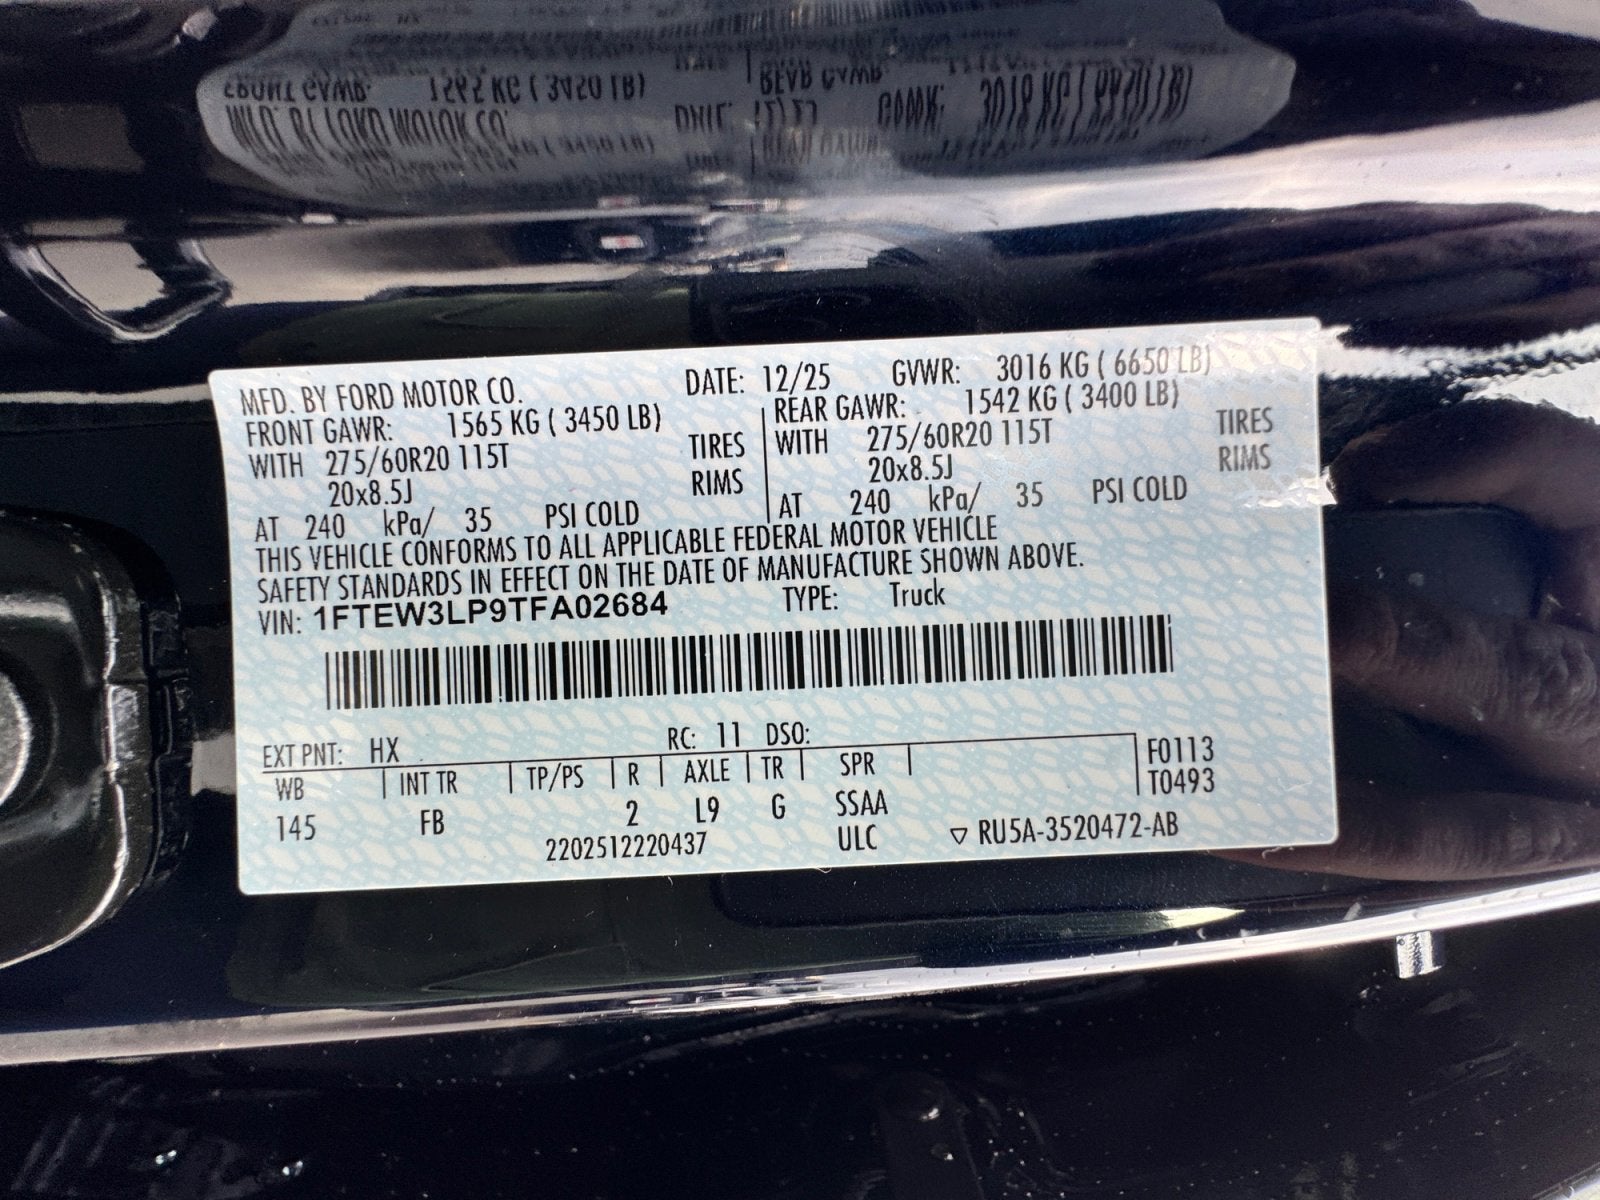 MFD. BY FORD MOTOR CO. DATE: 12/25 GVWR: 3016 KG ( 6650 LB)
FRONT GAWR: 1565 KG ( 3450 LB) REAR GAWR: 1542 KG ( 3400 LB)
WITH 275/60R20 115T TIRES WITH 275/60R20 115T TIRES
20x8.5J RIMS 20x8.5J RIMS
AT 240 kPa/ 35 PSI COLD AT 240 kPa/ 35 PSI COLD
THIS VEHICLE CONFORMS TO ALL APPLICABLE FEDERAL MOTOR VEHICLE
SAFETY STANDARDS IN EFFECT ON THE DATE OF MANUFACTURE SHOWN ABOVE.
VIN: 1FTEW3LP9TFA02684 TYPE: Truck
EXT PNT: HX RC: 11 DSO: F0113
WB INT TR TP/PS R AXLE TR SPR T0493
145 FB 2 L9 G SSAA
2202512220437 ULC ▽ RU5A-3520472-AB